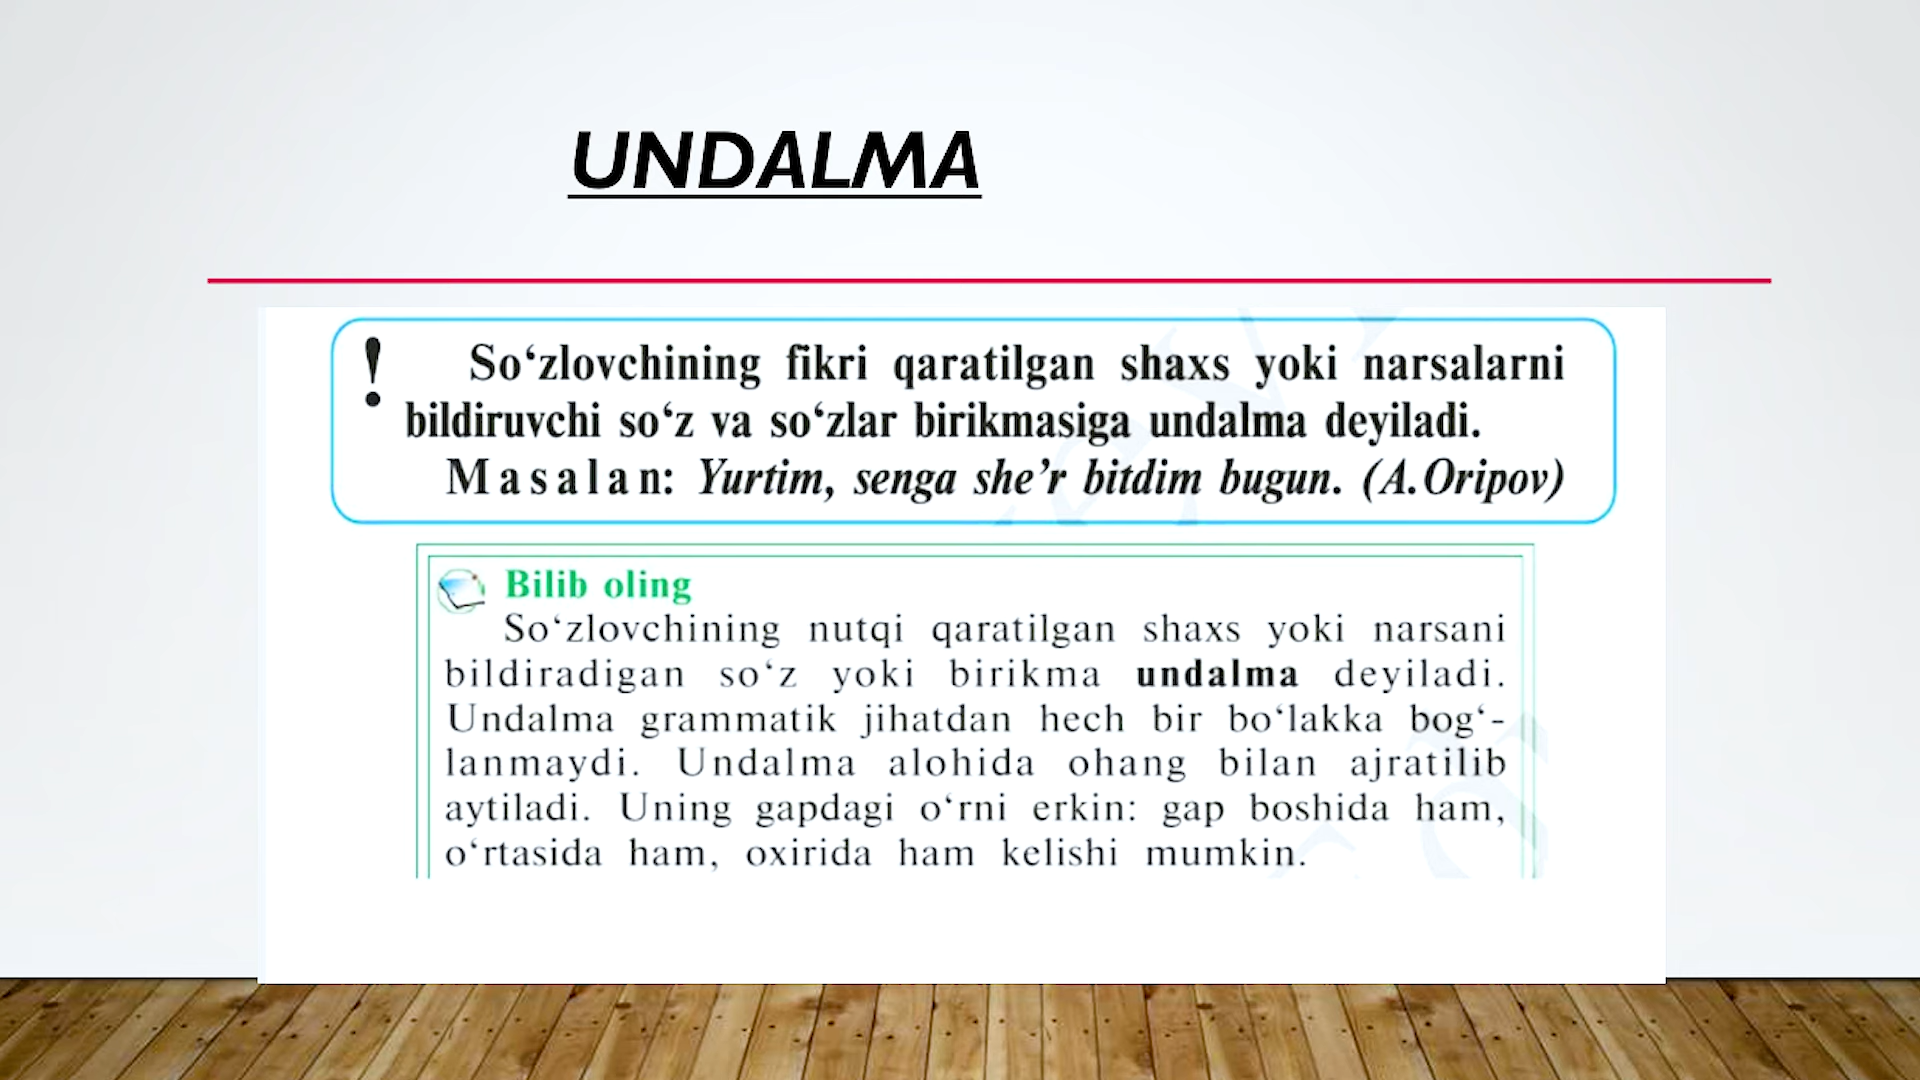 UNDALMA
! So‘zlovchining fikri qaratilgan shaxs yoki narsalarni
bildiruvchi so‘z va so‘zlar birikmasiga undalma deyiladi.
Masalan: Yurtim, senga she’r bitdim bugun. (A.Oripov)
Bilib oling
So‘zlovchining nutqi qaratilgan shaxs yoki narsani
bildiradigan so‘z yoki birikma undalma deyiladi.
Undalma grammatik jihatdan hech bir bo‘lakka bog‘-
lanmaydi. Undalma alohida ohang bilan ajratilib
aytiladi. Uning gapdagi o‘rni erkin: gap boshida ham,
o‘rtasida ham, oxirida ham kelishi mumkin.